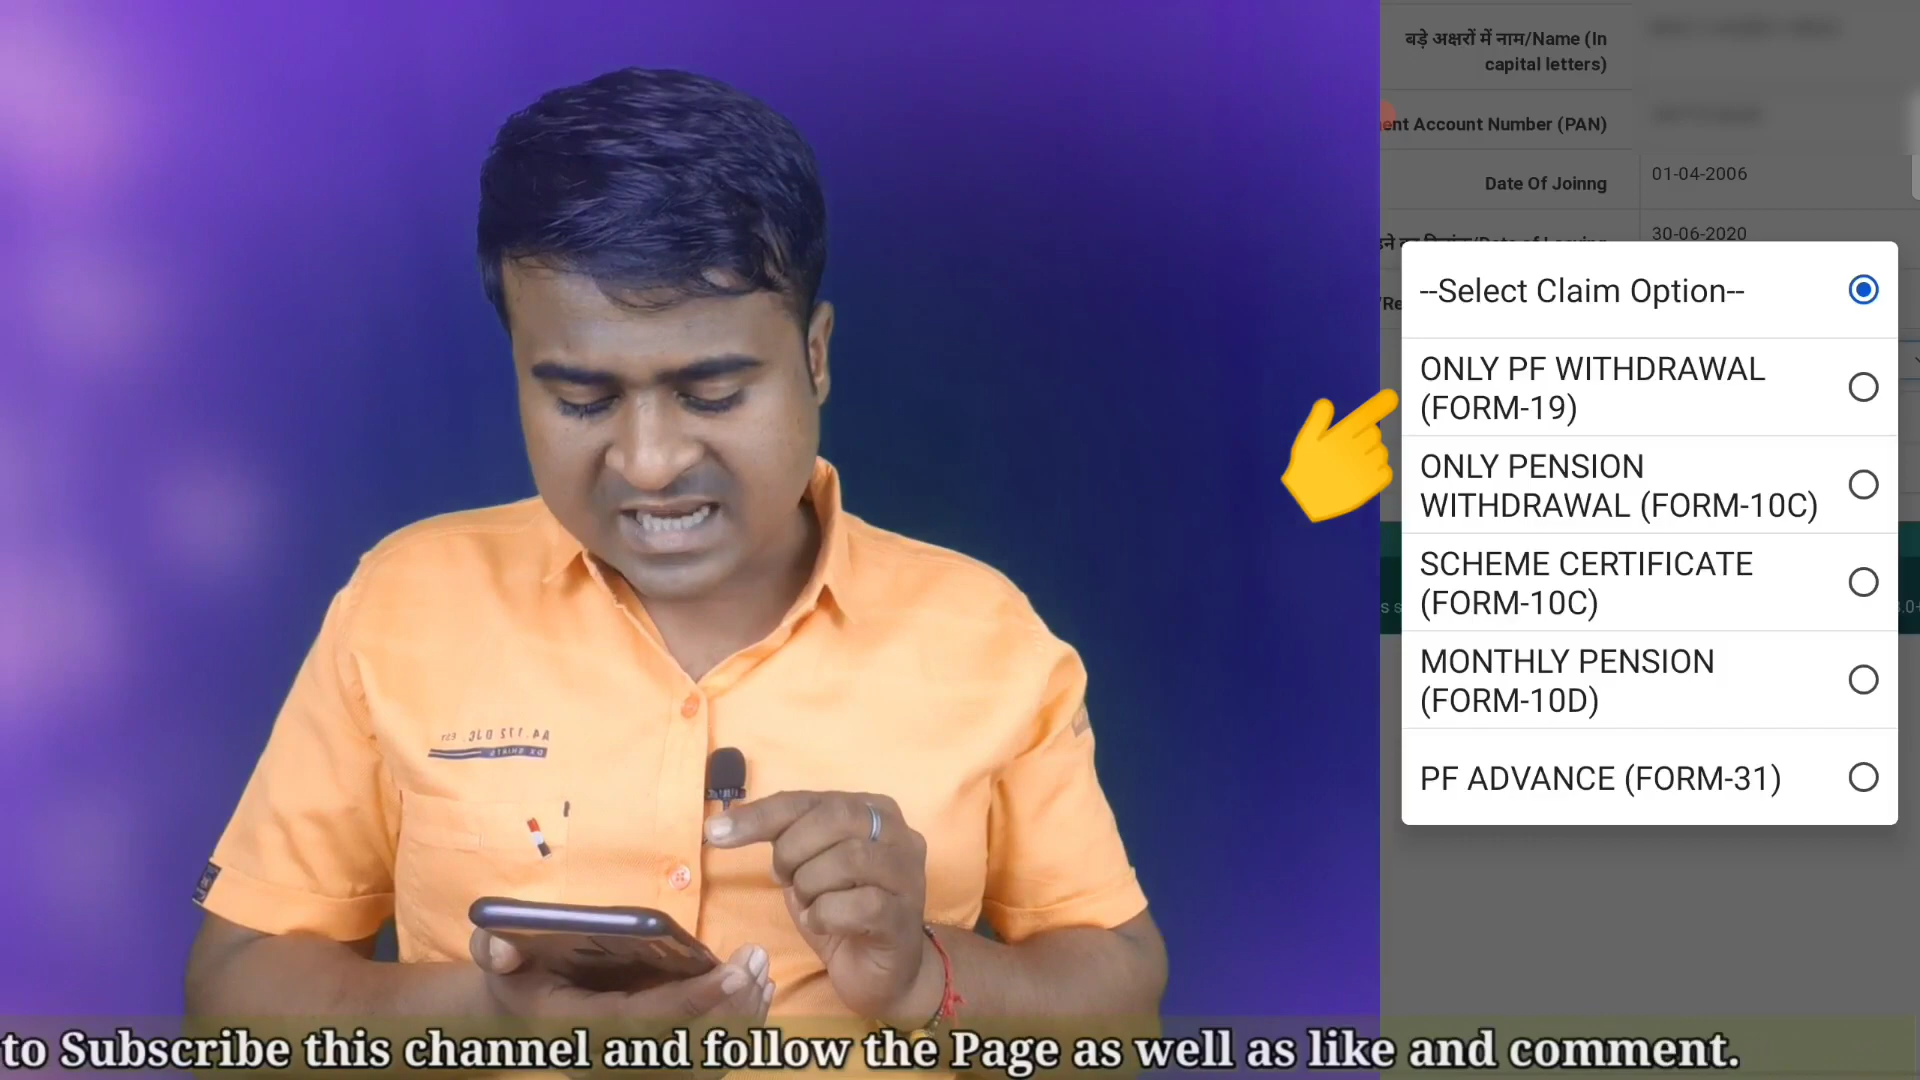 बड़े अक्षरों में नाम/Name (In
capital letters)
Account Number (PAN)
Date Of Joinng
01-04-2006
30-06-2020
--Select Claim Option--
ONLY PF WITHDRAWAL
(FORM-19)
ONLY PENSION
WITHDRAWAL (FORM-10C)
SCHEME CERTIFICATE
(FORM-10C)
MONTHLY PENSION
(FORM-10D)
PF ADVANCE (FORM-31)
to Subscribe this channel and follow the Page as well as like and comment.